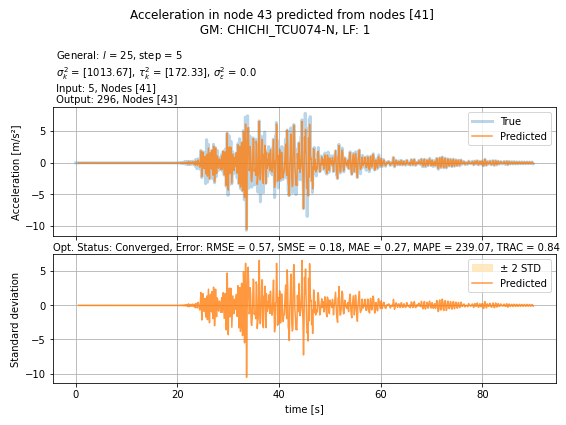 Acceleration in node 43 predicted from nodes [41]
GM: CHICHI_TCU074-N, LF: 1
General: l = 25, step = 5
σ²ₖ = [1013.67], τ²ₖ = [172.33], σ²ε = 0.0
Input: 5, Nodes [41]
Output: 296, Nodes [43]
Acceleration [m/s²]
5
0
−5
−10
True
Predicted
Opt. Status: Converged, Error: RMSE = 0.57, SMSE = 0.18, MAE = 0.27, MAPE = 239.07, TRAC = 0.84
Standard deviation
5
0
−5
−10
± 2 STD
Predicted
0 20 40 60 80
time [s]